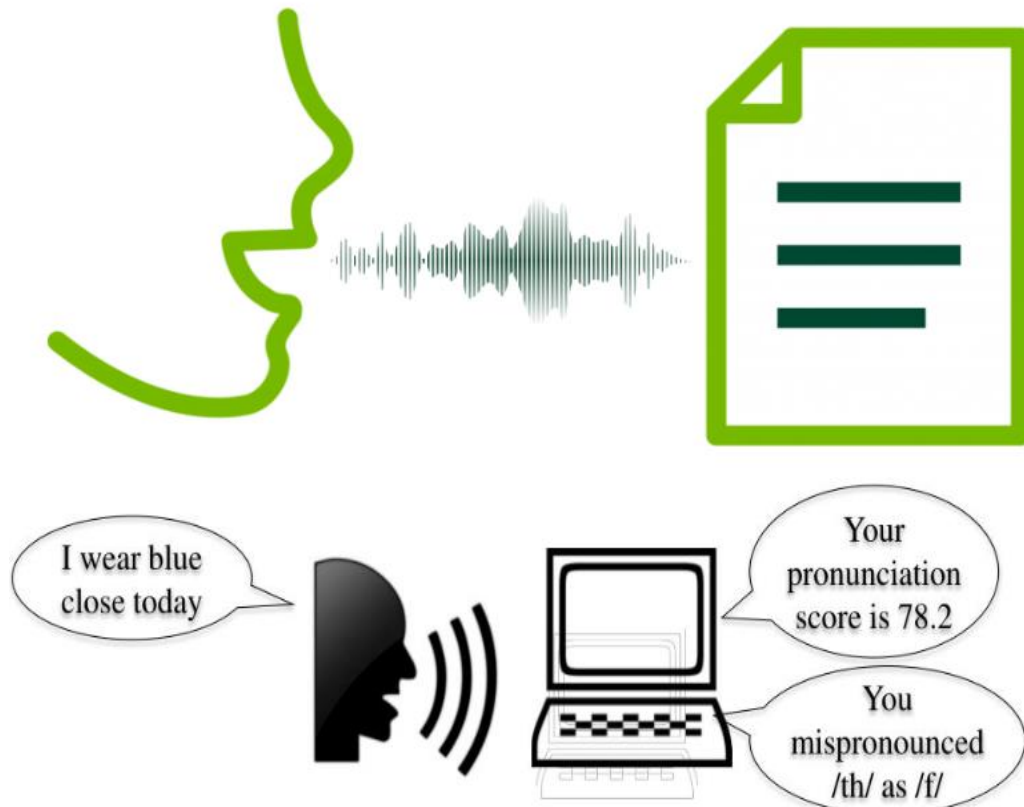 I wear blue
close today
Your
pronunciation
score is 78.2
You
mispronounced
/th/ as /f/